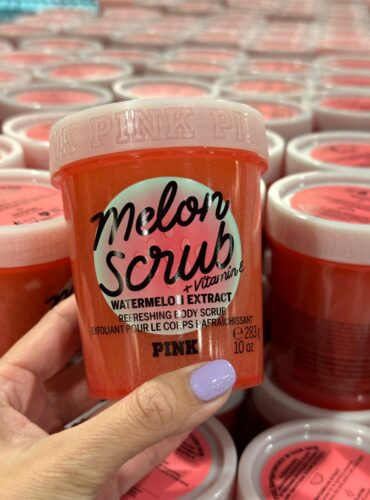 PINK PI
Melon
Scrub
+ Vitamin E
WATERMELON EXTRACT
REFRESHING BODY SCRUB
EXFOLIANT POUR LE CORPS RAFRAÎCHISSANT
PINK
℮ 283 g
10 oz